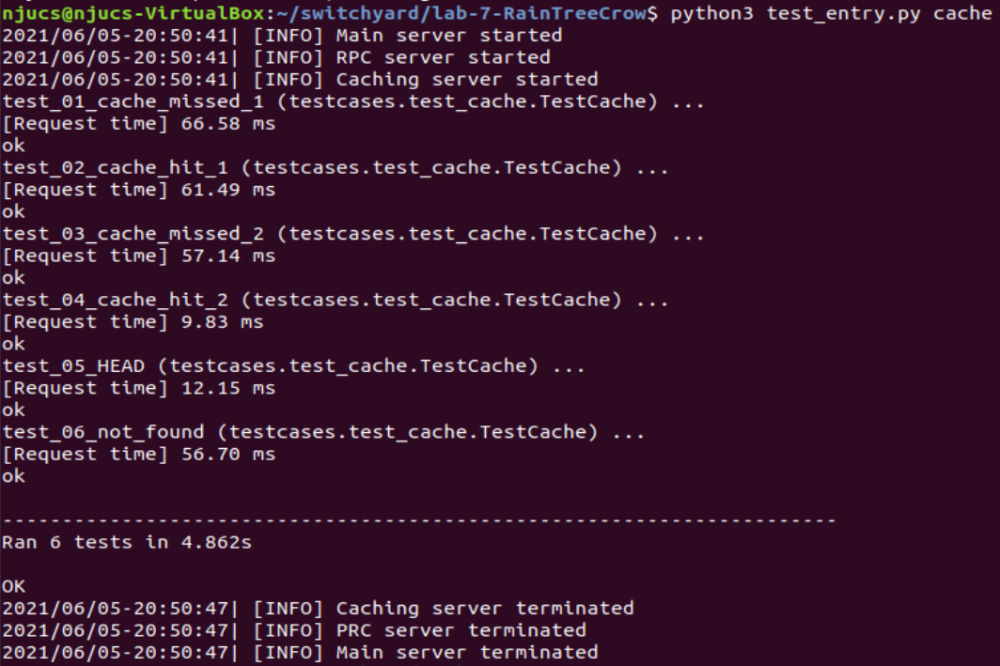 njucs@njucs-VirtualBox:~/switchyard/lab-7-RainTreeCrow$ python3 test_entry.py cache
2021/06/05-20:50:41| [INFO] Main server started
2021/06/05-20:50:41| [INFO] RPC server started
2021/06/05-20:50:41| [INFO] Caching server started
test_01_cache_missed_1 (testcases.test_cache.TestCache) ...
[Request time] 66.58 ms
ok
test_02_cache_hit_1 (testcases.test_cache.TestCache) ...
[Request time] 61.49 ms
ok
test_03_cache_missed_2 (testcases.test_cache.TestCache) ...
[Request time] 57.14 ms
ok
test_04_cache_hit_2 (testcases.test_cache.TestCache) ...
[Request time] 9.83 ms
ok
test_05_HEAD (testcases.test_cache.TestCache) ...
[Request time] 12.15 ms
ok
test_06_not_found (testcases.test_cache.TestCache) ...
[Request time] 56.70 ms
ok
----------------------------------------------------------------------
Ran 6 tests in 4.862s
OK
2021/06/05-20:50:47| [INFO] Caching server terminated
2021/06/05-20:50:47| [INFO] PRC server terminated
2021/06/05-20:50:47| [INFO] Main server terminated